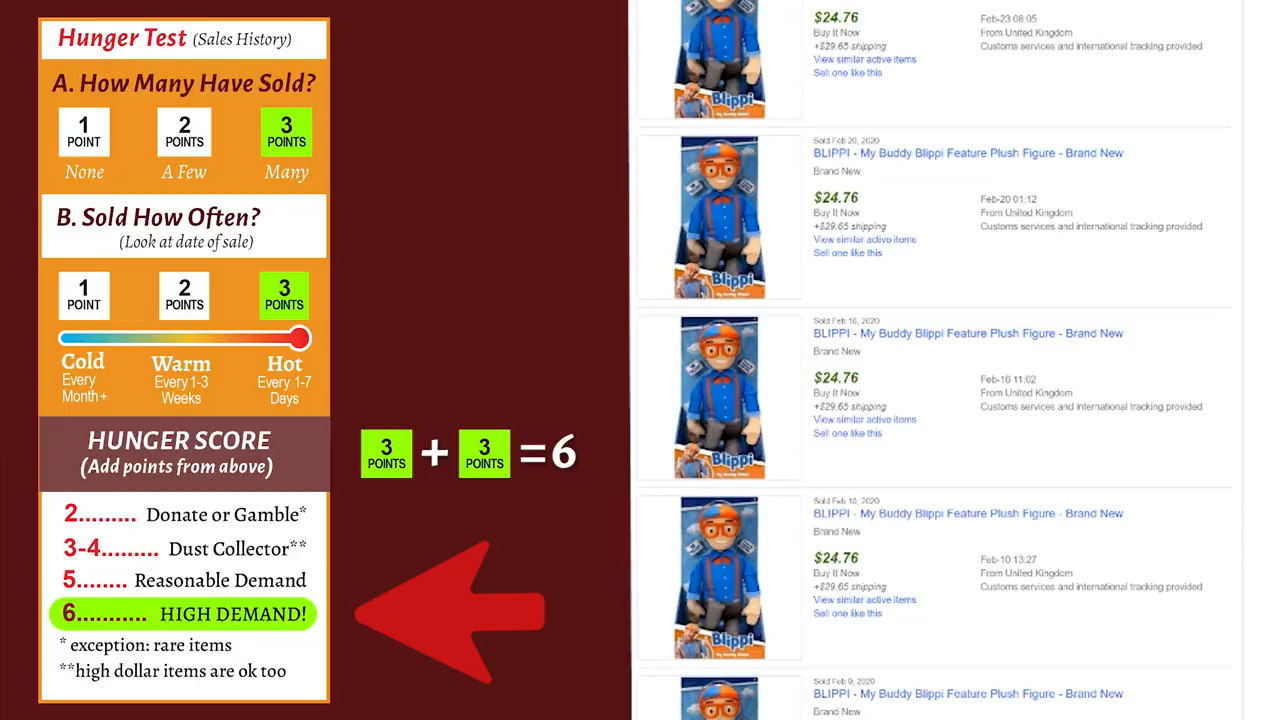 Hunger Test (Sales History)
A. How Many Have Sold?
1 POINT
2 POINTS
3 POINTS
None
A Few
Many
B. Sold How Often?
(Look at date of sale)
1 POINT
2 POINTS
3 POINTS
Cold
Every
Month+
Warm
Every 1-3
Weeks
Hot
Every 1-7
Days
HUNGER SCORE
(Add points from above)
2......... Donate or Gamble*
3-4......... Dust Collector**
5....... Reasonable Demand
6........... HIGH DEMAND!
* exception: rare items
**high dollar items are ok too
3 POINTS + 3 POINTS = 6
$24.76
Buy It Now
+$29.65 shipping
View similar active items
Sell one like this
Feb-23 08:05
From United Kingdom
Customs services and international tracking provided
Blippi
Sold Feb 20, 2020
BLIPPI - My Buddy Blippi Feature Plush Figure - Brand New
Brand New
$24.76
Buy It Now
+$29.65 shipping
View similar active items
Sell one like this
Feb-20 01:12
From United Kingdom
Customs services and international tracking provided
Blippi
Sold Feb 16, 2020
BLIPPI - My Buddy Blippi Feature Plush Figure - Brand New
Brand New
$24.76
Buy It Now
+$29.65 shipping
View similar active items
Sell one like this
Feb-16 11:02
From United Kingdom
Customs services and international tracking provided
Blippi
Sold Feb 10, 2020
BLIPPI - My Buddy Blippi Feature Plush Figure - Brand New
Brand New
$24.76
Buy It Now
+$29.65 shipping
View similar active items
Sell one like this
Feb-10 13:27
From United Kingdom
Customs services and international tracking provided
Blippi
Sold Feb 9, 2020
BLIPPI - My Buddy Blippi Feature Plush Figure - Brand New
Brand New